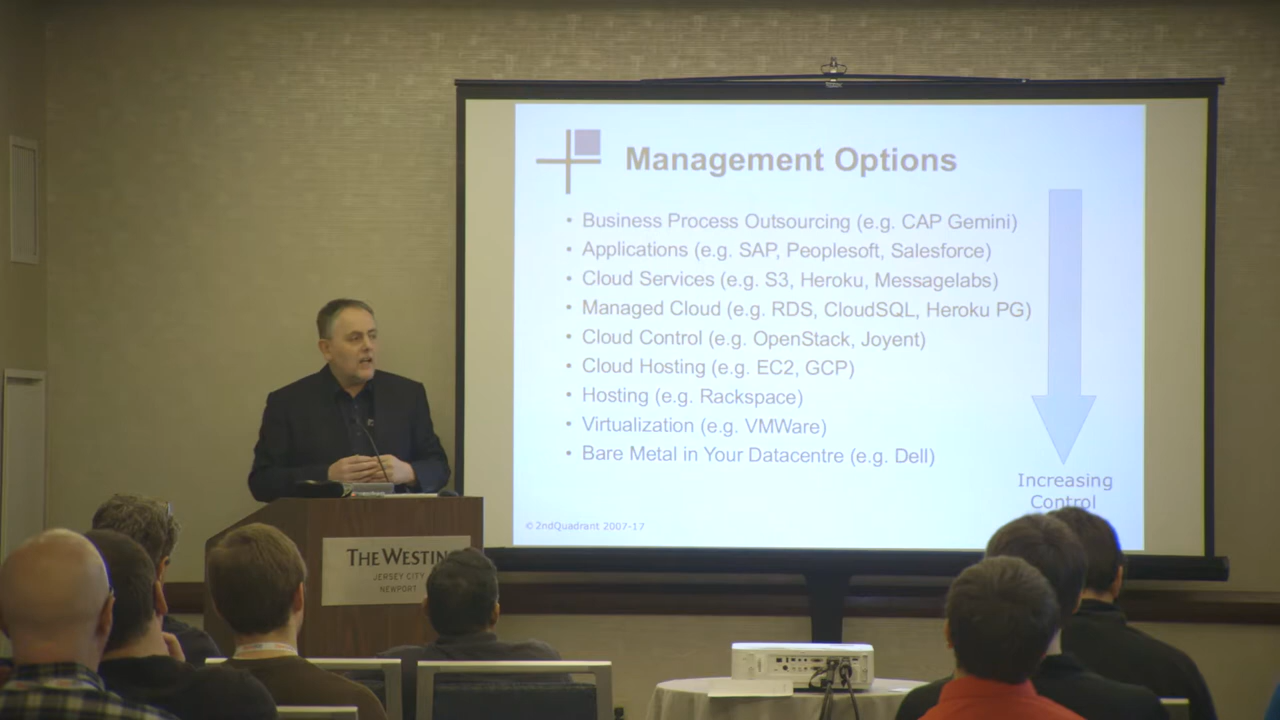 Management Options
• Business Process Outsourcing (e.g. CAP Gemini)
• Applications (e.g. SAP, Peoplesoft, Salesforce)
• Cloud Services (e.g. S3, Heroku, Messagelabs)
• Managed Cloud (e.g. RDS, CloudSQL, Heroku PG)
• Cloud Control (e.g. OpenStack, Joyent)
• Cloud Hosting (e.g. EC2, GCP)
• Hosting (e.g. Rackspace)
• Virtualization (e.g. VMWare)
• Bare Metal in Your Datacentre (e.g. Dell)
Increasing
Control
© 2ndQuadrant 2007-17
THE WESTIN
JERSEY CITY
NEWPORT